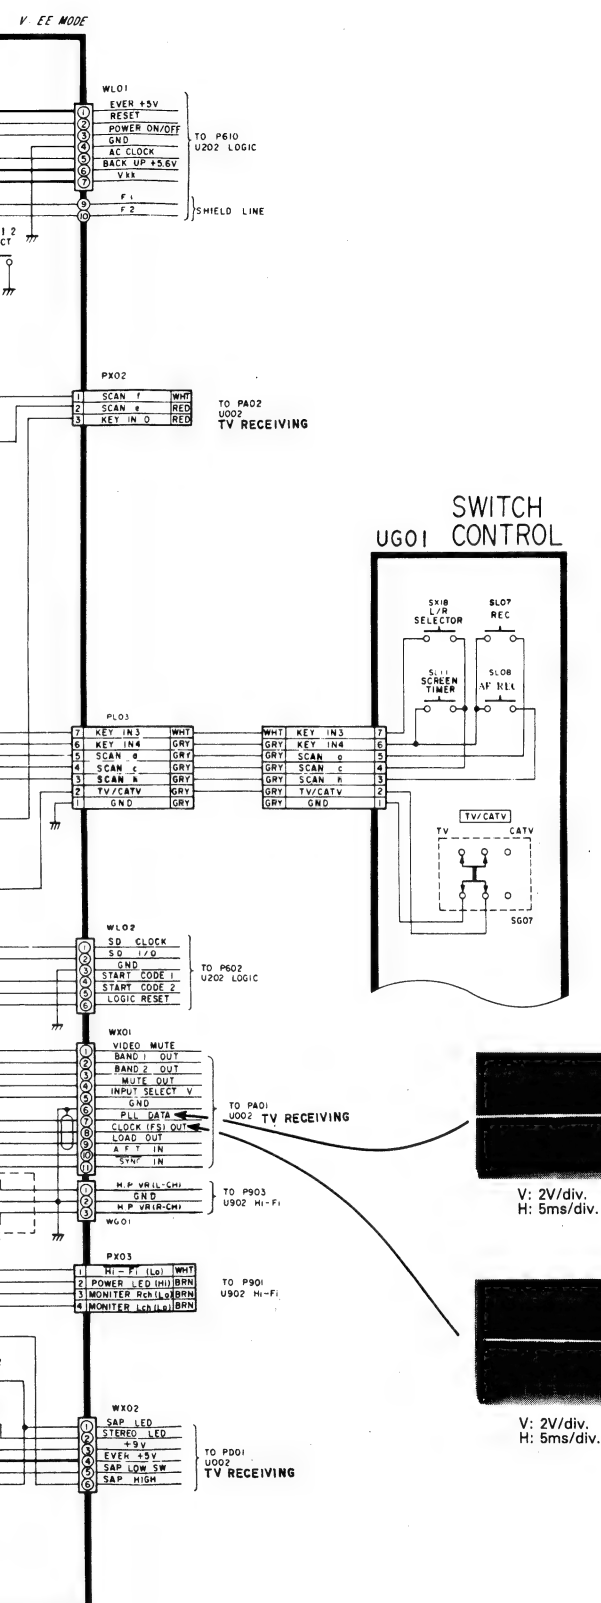 V EE MODE
WL01
1 EVER +5V
2 RESET
3 POWER ON/OFF
4 GND
5 AC CLOCK
6 BACK UP +5.6V
7 Vkk
TO P610
U202 LOGIC
9 F1
10 F2
SHIELD LINE
1 2
CT
PX02
1 SCAN f WHT
2 SCAN e RED
3 KEY IN 0 RED
TO PA02
U002
TV RECEIVING
SWITCH
UG01 CONTROL
SX18
L/R
SELECTOR
SL07
REC
SL11
SCREEN
TIMER
SL08
AF REC
PL03
7 KEY IN3 WHT
6 KEY IN4 GRY
5 SCAN a GRY
4 SCAN c GRY
3 SCAN h GRY
2 TV/CATV GRY
1 GND GRY
WHT KEY IN3 7
GRY KEY IN4 6
GRY SCAN a 5
GRY SCAN c 4
GRY SCAN h 3
GRY TV/CATV 2
GRY GND 1
TV/CATV
TV CATV
SG07
WL02
1 SD CLOCK
2 SD I/O
3 GND
4 START CODE 1
5 START CODE 2
6 LOGIC RESET
TO P602
U202 LOGIC
WX01
1 VIDEO MUTE
2 BAND 1 OUT
3 BAND 2 OUT
4 MUTE OUT
5 INPUT SELECT V
6 GND
7 PLL DATA
8 CLOCK (FS) OUT
9 LOAD OUT
10 AFT IN
11 SYNC IN
TO PA01
U002 TV RECEIVING
1 H.P VR(L-CH)
2 GND
3 H.P VR(R-CH)
WG01
TO P903
U902 Hi-Fi
V: 2V/div.
H: 5ms/div.
PX03
1 Hi-Fi (Lo) WHT
2 POWER LED (Hi) BRN
3 MONITER Rch (Lo) BRN
4 MONITER Lch (Lo) BRN
TO P901
U902 Hi-Fi
V: 2V/div.
H: 5ms/div.
WX02
1 SAP LED
2 STEREO LED
3 +9V
4 EVER +5V
5 SAP LOW SW
6 SAP HIGH
TO PD01
U002
TV RECEIVING